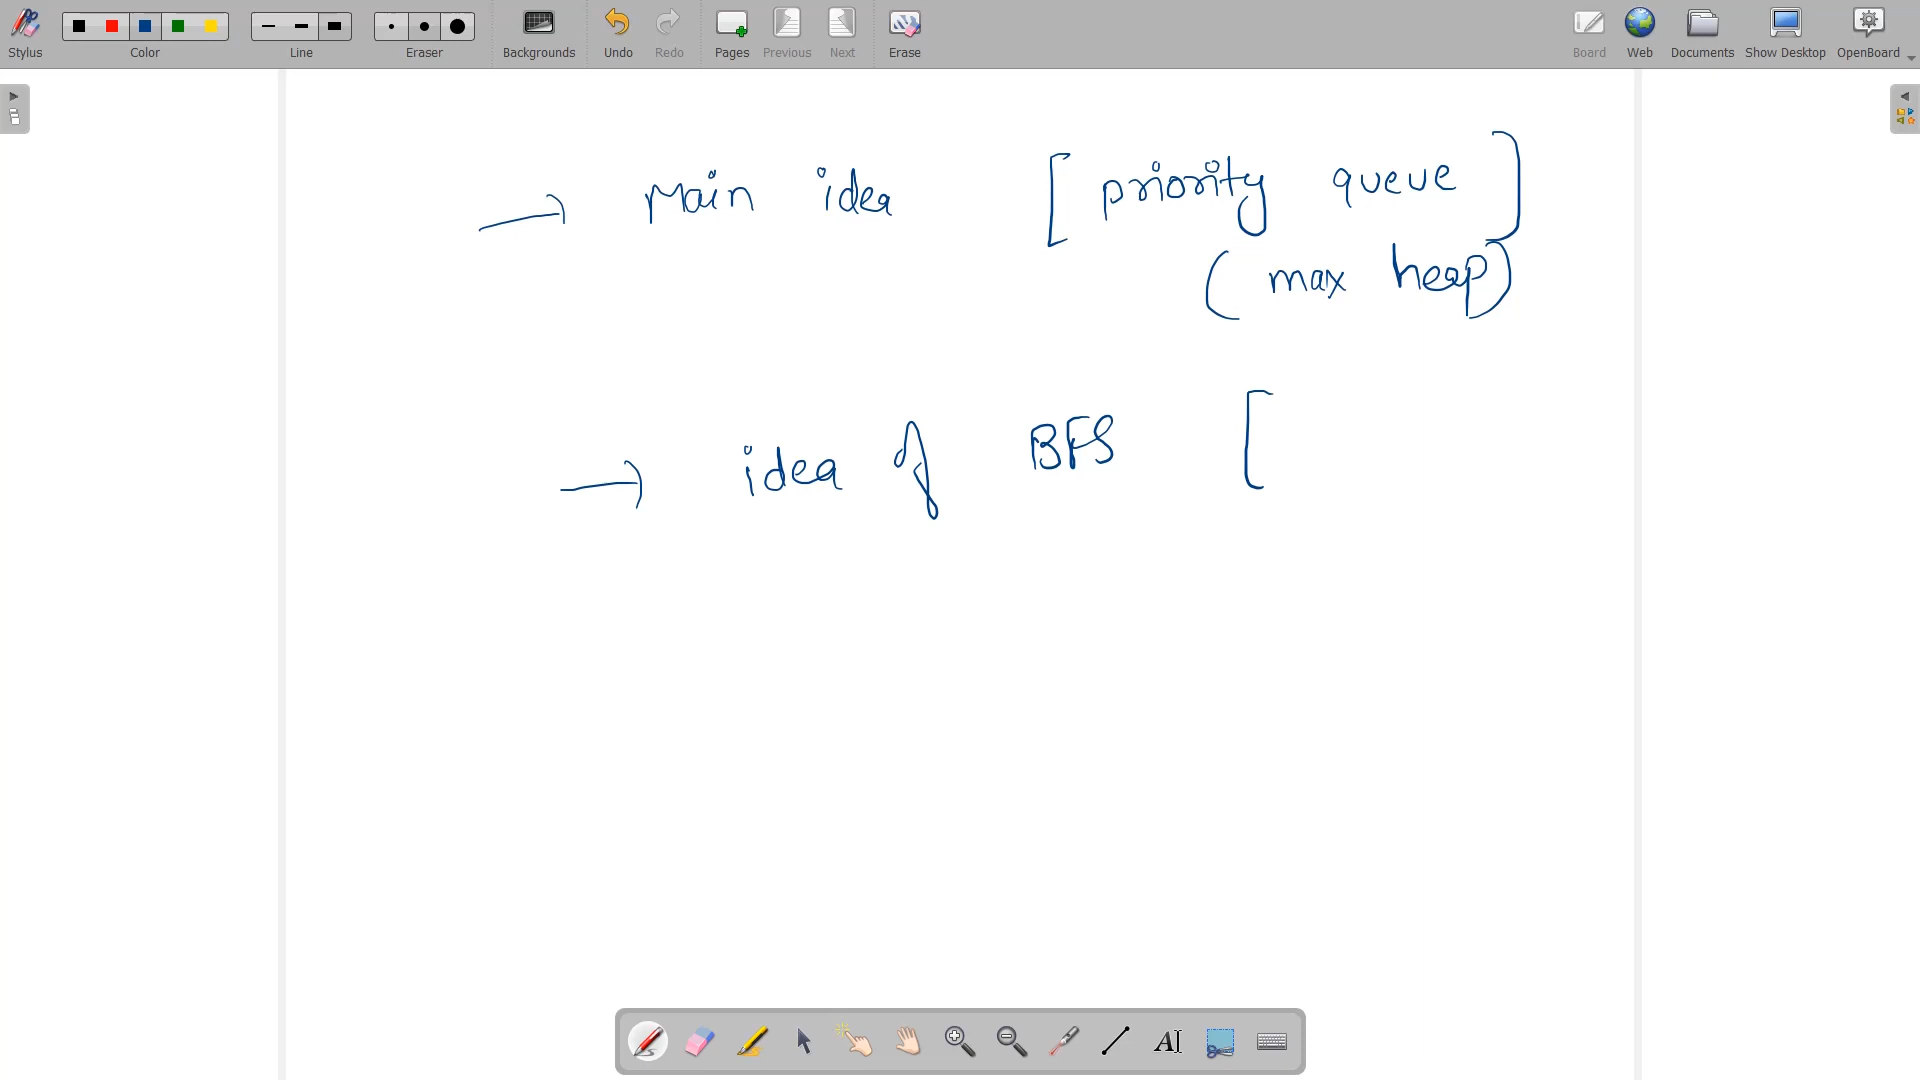 Stylus Color Line Eraser Backgrounds Undo Redo Pages Previous Next Erase Board Web Documents Show Desktop OpenBoard
→ Main idea [ priority queue ]
( max heap )
→ idea of BFS [